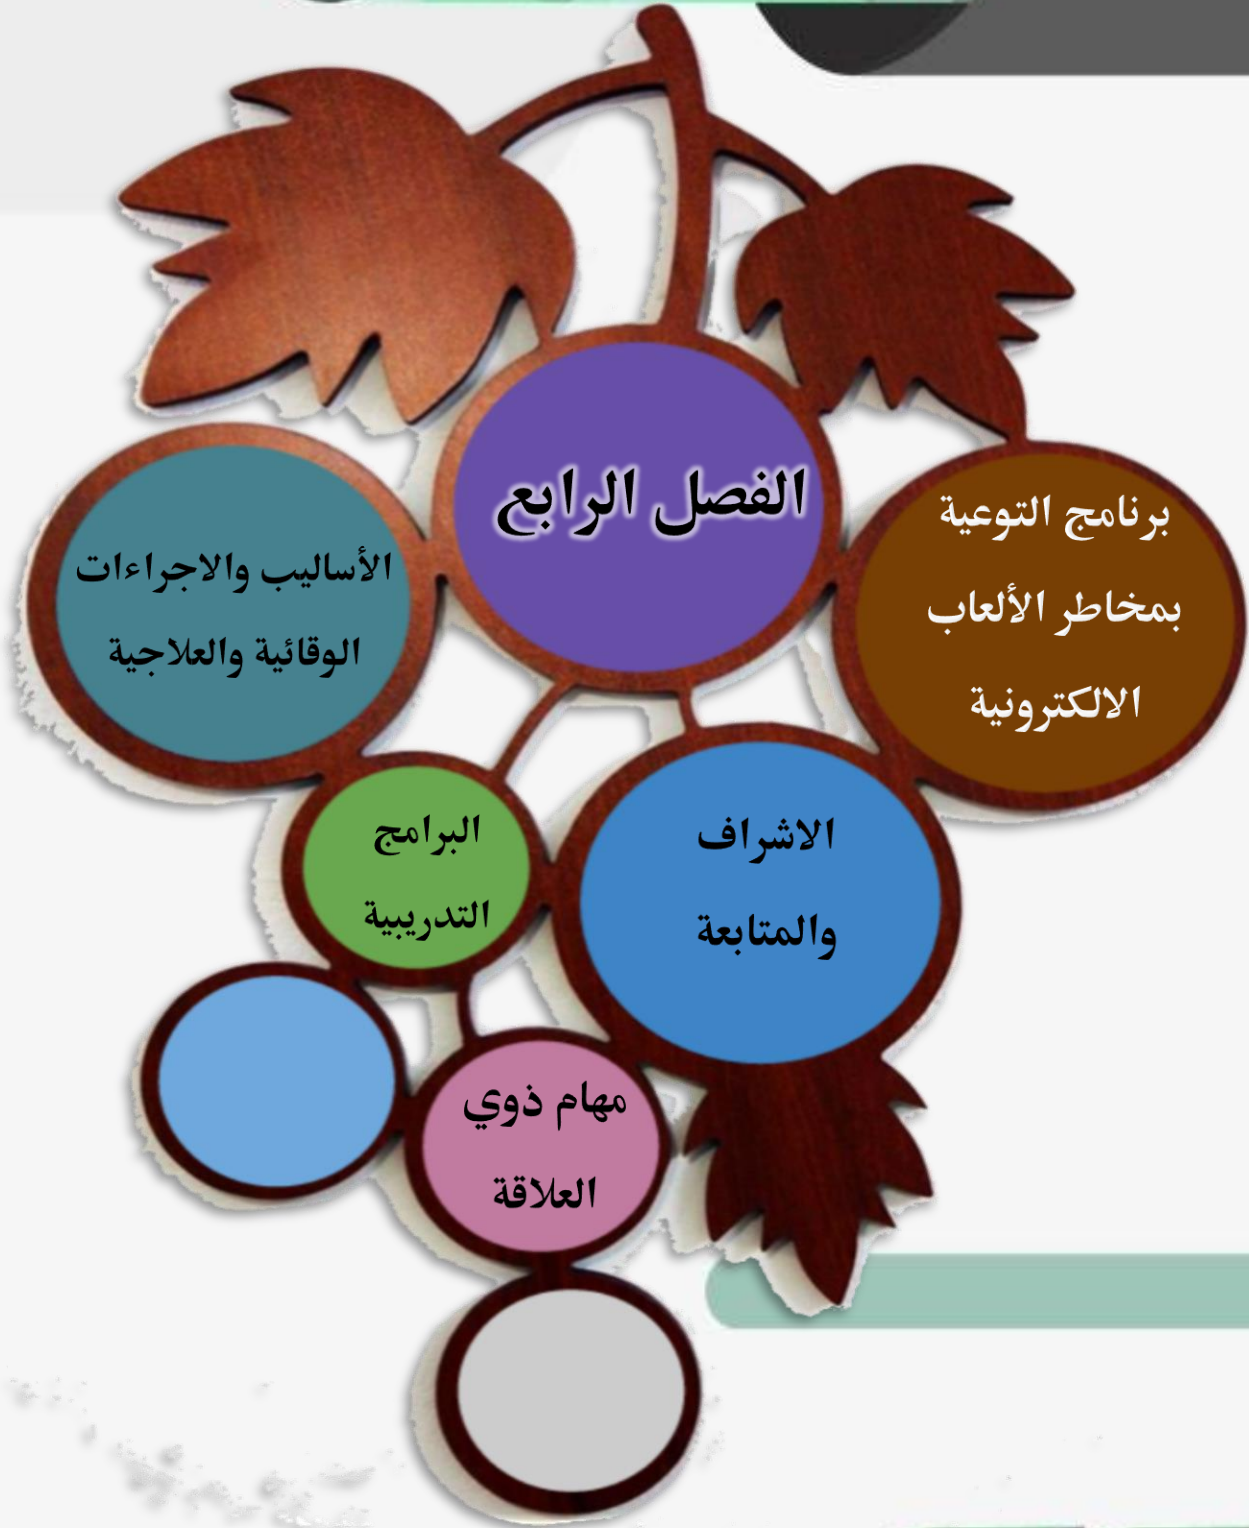 الفصل الرابع
برنامج التوعية
بمخاطر الألعاب
الالكترونية
الأساليب والاجراءات
الوقائية والعلاجية
الاشراف
والمتابعة
البرامج
التدريبية
مهام ذوي
العلاقة